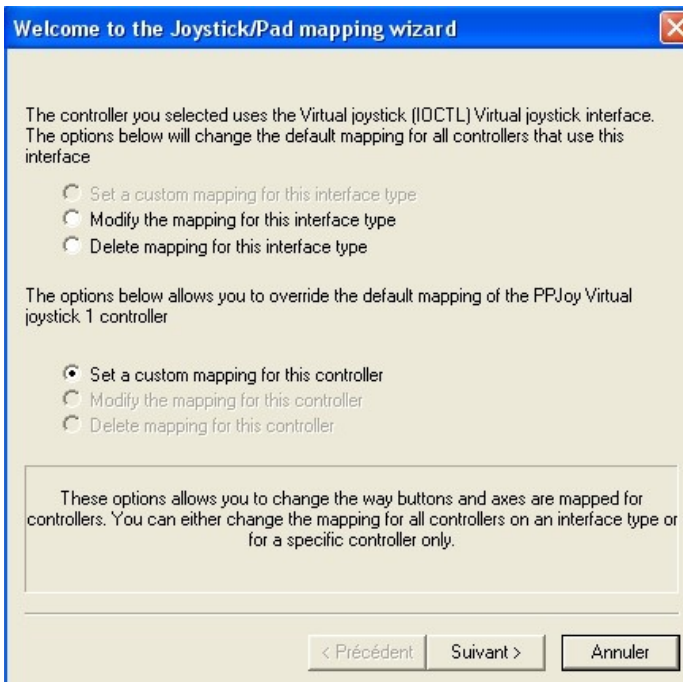 Welcome to the Joystick/Pad mapping wizard
The controller you selected uses the Virtual joystick (IOCTL) Virtual joystick interface.
The options below will change the default mapping for all controllers that use this
interface
Set a custom mapping for this interface type
Modify the mapping for this interface type
Delete mapping for this interface type
The options below allows you to override the default mapping of the PPJoy Virtual
joystick 1 controller
Set a custom mapping for this controller
Modify the mapping for this controller
Delete mapping for this controller
These options allows you to change the way buttons and axes are mapped for
controllers. You can either change the mapping for all controllers on an interface type or
for a specific controller only.
< Précédent
Suivant >
Annuler